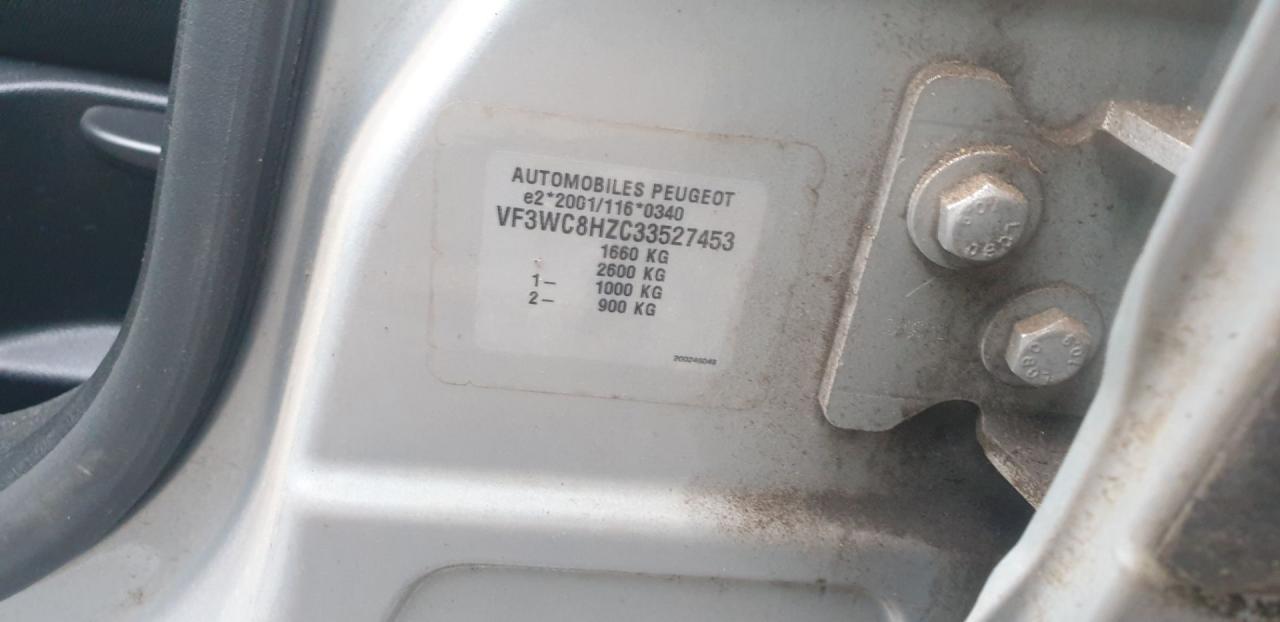 AUTOMOBILES PEUGEOT
e2*2001/116*0340
VF3WC8HZC33527453
1660 KG
2600 KG
1– 1000 KG
2– 900 KG